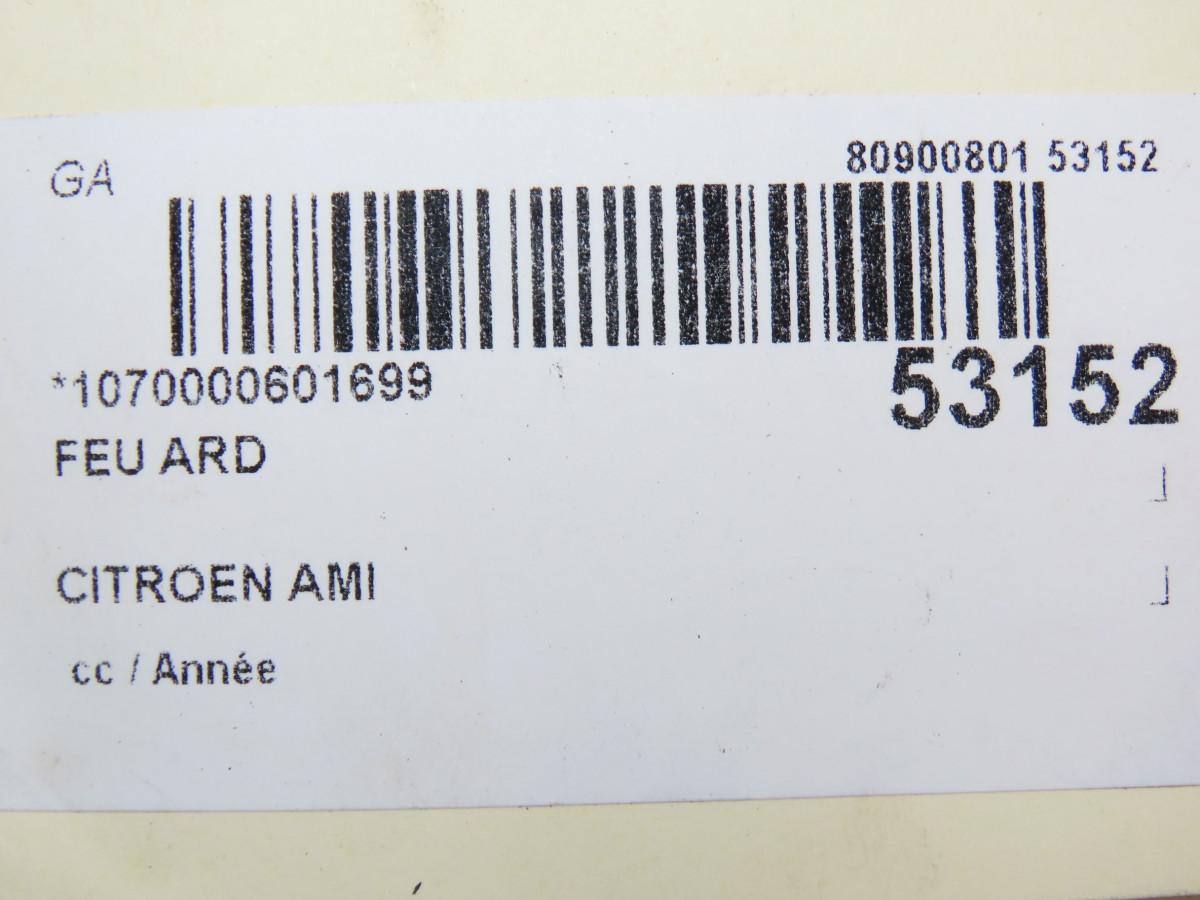 GA
80900801 53152
*1070000601699
53152
FEU ARD
CITROEN AMI
cc / Année